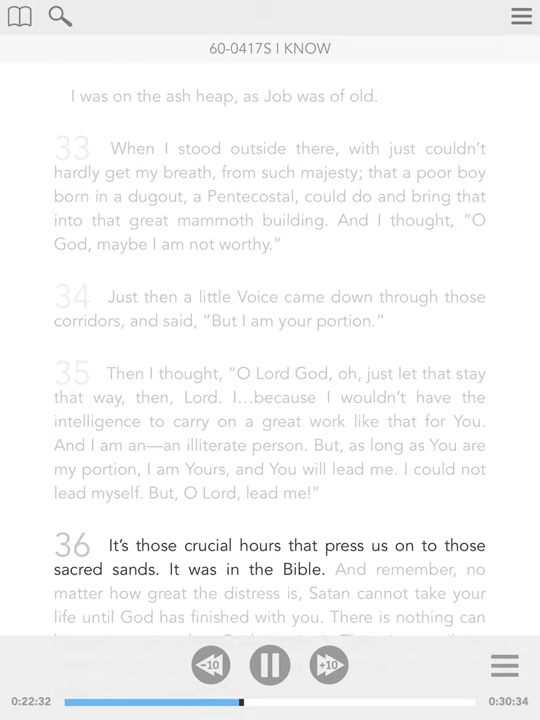 60-0417S I KNOW
I was on the ash heap, as Job was of old.
33 When I stood outside there, with just couldn’t
hardly get my breath, from such majesty; that a poor boy
born in a dugout, a Pentecostal, could do and bring that
into that great mammoth building. And I thought, “O
God, maybe I am not worthy.”
34 Just then a little Voice came down through those
corridors, and said, “But I am your portion.”
35 Then I thought, “O Lord God, oh, just let that stay
that way, then, Lord. I…because I wouldn’t have the
intelligence to carry on a great work like that for You.
And I am an—an illiterate person. But, as long as You are
my portion, I am Yours, and You will lead me. I could not
lead myself. But, O Lord, lead me!”
36 It’s those crucial hours that press us on to those
sacred sands. It was in the Bible. And remember, no
matter how great the distress is, Satan cannot take your
life until God has finished with you. There is nothing can
-10 +10
0:22:32 0:30:34